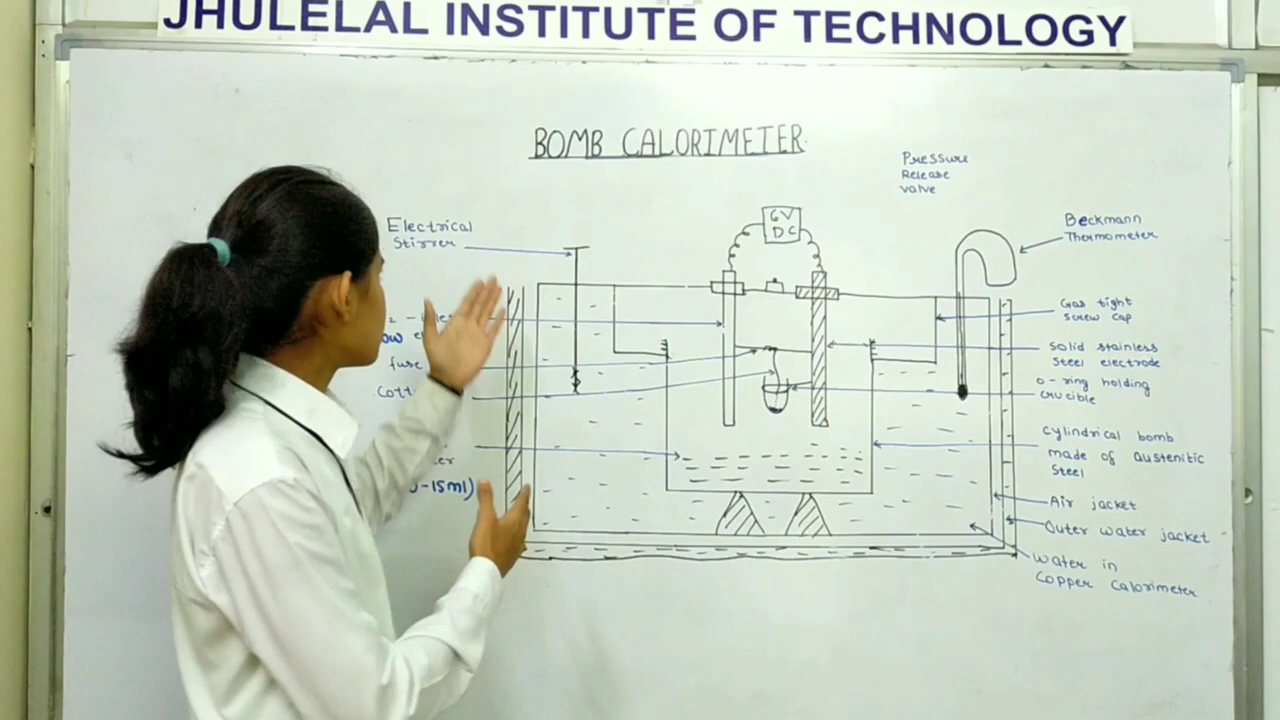 JHULELAL INSTITUTE OF TECHNOLOGY
BOMB CALORIMETER
Pressure
Release
valve
Electrical
Stirrer
6V
DC
Beckmann
Thermometer
Gas tight
Screw cap
fuse
solid stainless
Steel electrode
o-ring holding
crucible
cylindrical bomb
made of austenitic
Steel
-15ml)
Air jacket
Outer water jacket
water in
Copper Calorimeter